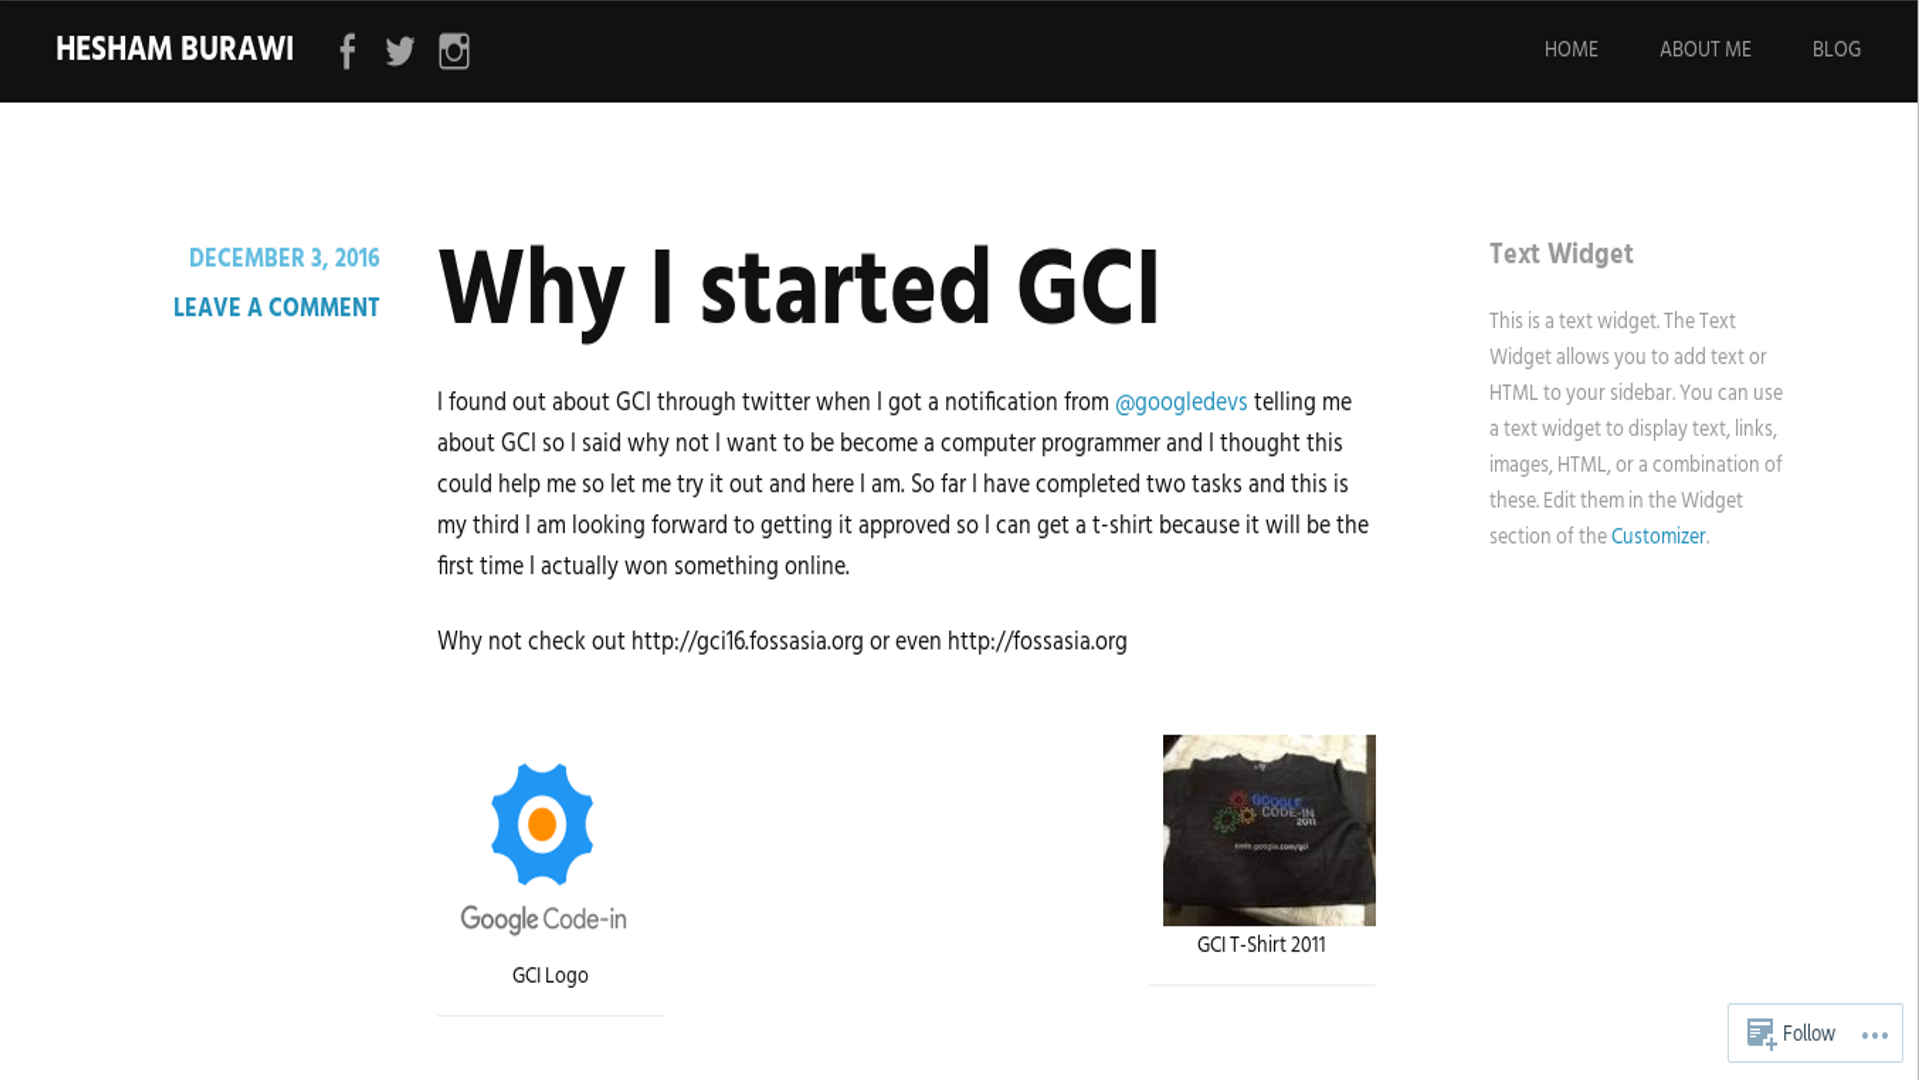 HESHAM BURAWI
HOME ABOUT ME BLOG
DECEMBER 3, 2016
LEAVE A COMMENT
Why I started GCI
I found out about GCI through twitter when I got a notification from @googledevs telling me
about GCI so I said why not I want to be become a computer programmer and I thought this
could help me so let me try it out and here I am. So far I have completed two tasks and this is
my third I am looking forward to getting it approved so I can get a t-shirt because it will be the
first time I actually won something online.
Why not check out http://gci16.fossasia.org or even http://fossasia.org
Google Code-in
GCI Logo
GOOGLE
CODE-IN
2011
code.google.com/gci
GCI T-Shirt 2011
Text Widget
This is a text widget. The Text
Widget allows you to add text or
HTML to your sidebar. You can use
a text widget to display text, links,
images, HTML, or a combination of
these. Edit them in the Widget
section of the Customizer.
Follow